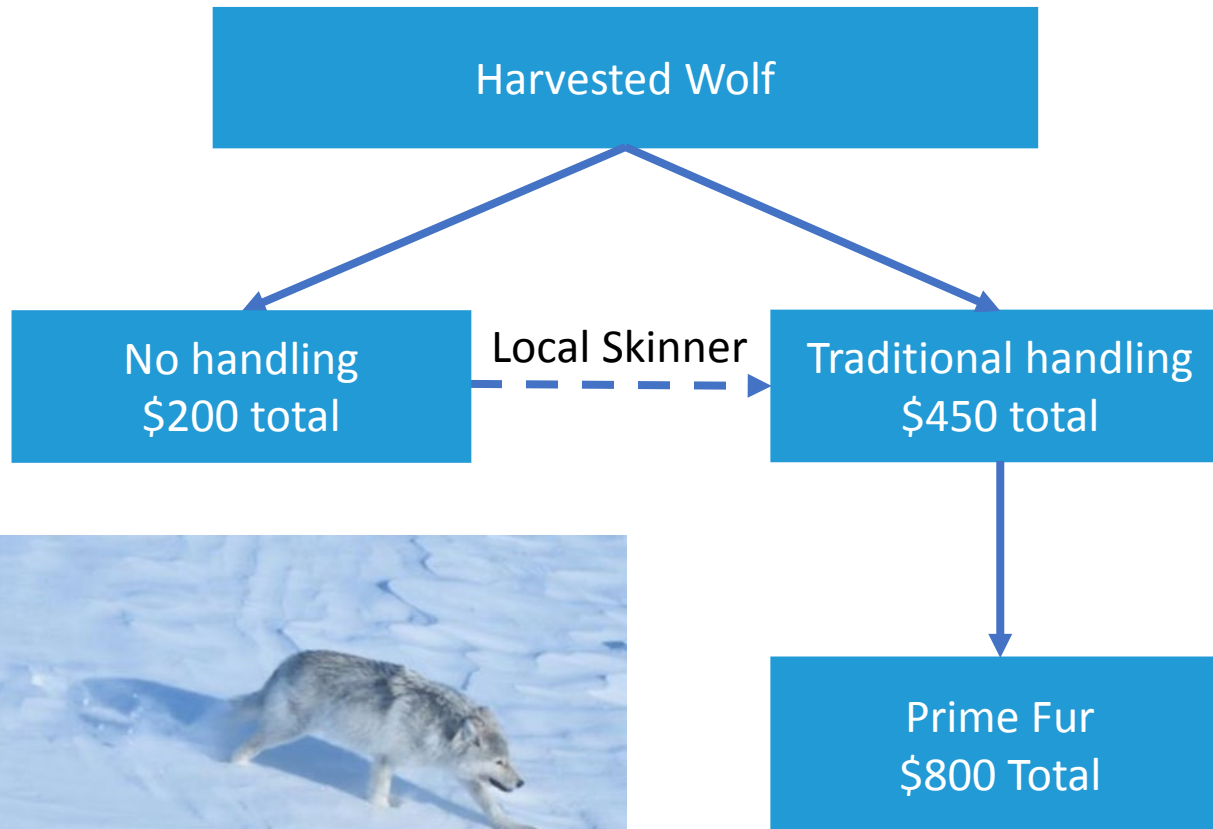 Harvested Wolf
No handling
$200 total
Local Skinner
Traditional handling
$450 total
Prime Fur
$800 Total